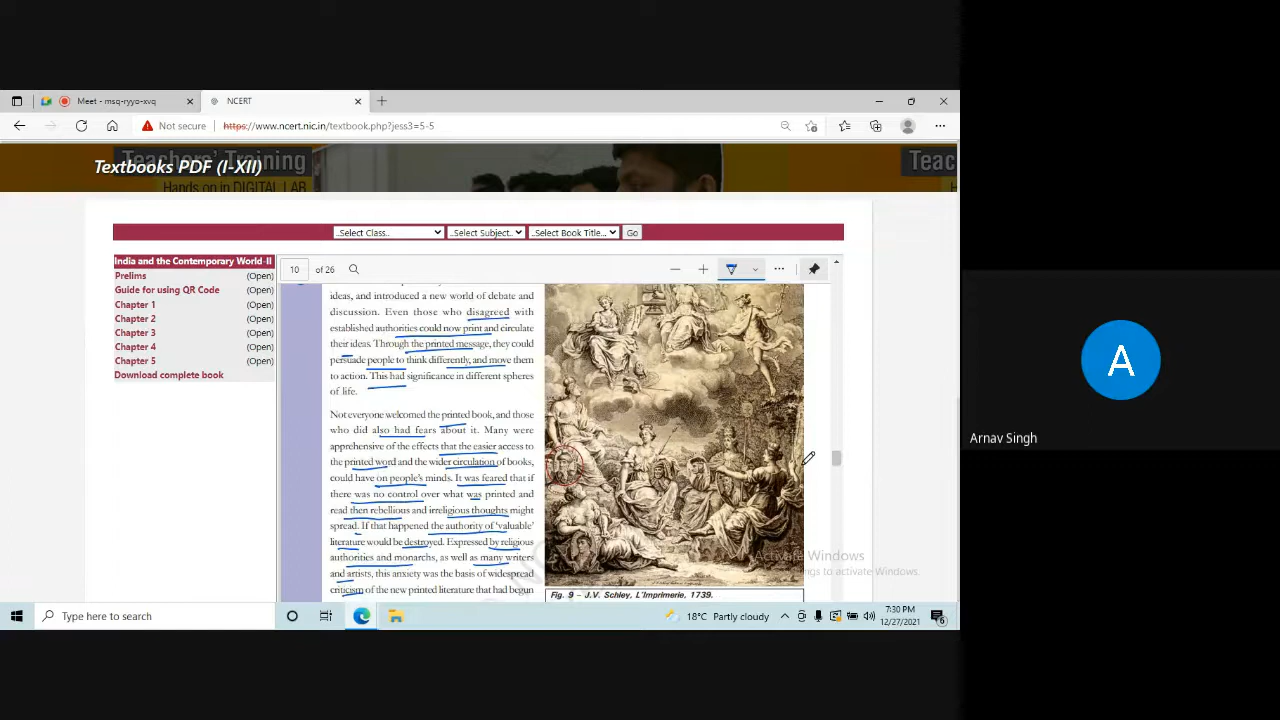 Meet - msq-ryyo-xvq
NCERT
Not secure
https://www.ncert.nic.in/textbook.php?jess3=5-5
Teachers' Training
Textbooks PDF (I-XII)
Hands on in DIGITAL LAB
Teac
..Select Class..
..Select Subject..
..Select Book Title...
Go
India and the Contemporary World-II
Prelims (Open)
Guide for using QR Code (Open)
Chapter 1 (Open)
Chapter 2 (Open)
Chapter 3 (Open)
Chapter 4 (Open)
Chapter 5 (Open)
Download complete book
10 of 26
ideas, and introduced a new world of debate and
discussion. Even those who disagreed with
established authorities could now print and circulate
their ideas. Through the printed message, they could
persuade people to think differently, and move them
to action. This had significance in different spheres
of life.
Not everyone welcomed the printed book, and those
who did also had fears about it. Many were
apprehensive of the effects that the easier access to
the printed word and the wider circulation of books,
could have on people's minds. It was feared that if
there was no control over what was printed and
read then rebellious and irreligious thoughts might
spread. If that happened the authority of 'valuable'
literature would be destroyed. Expressed by religious
authorities and monarchs, as well as many writers
and artists, this anxiety was the basis of widespread
criticism of the new printed literature that had begun
Fig. 9 – J.V. Schley, L'Imprimerie, 1739.
Activate Windows
ngs to activate Windows.
Type here to search
18°C Partly cloudy
7:30 PM
12/27/2021
6
A
Arnav Singh